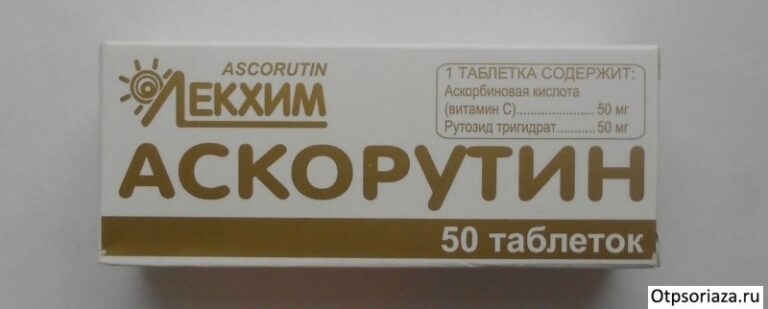 ASCORUTIN
ЛЕКХИМ
1 ТАБЛЕТКА СОДЕРЖИТ:
Аскорбиновая кислота
(витамин С)..................... 50 мг
Рутозид тригидрат...........50 мг
АСКОРУТИН
50 таблеток
Otpsoriaza.ru